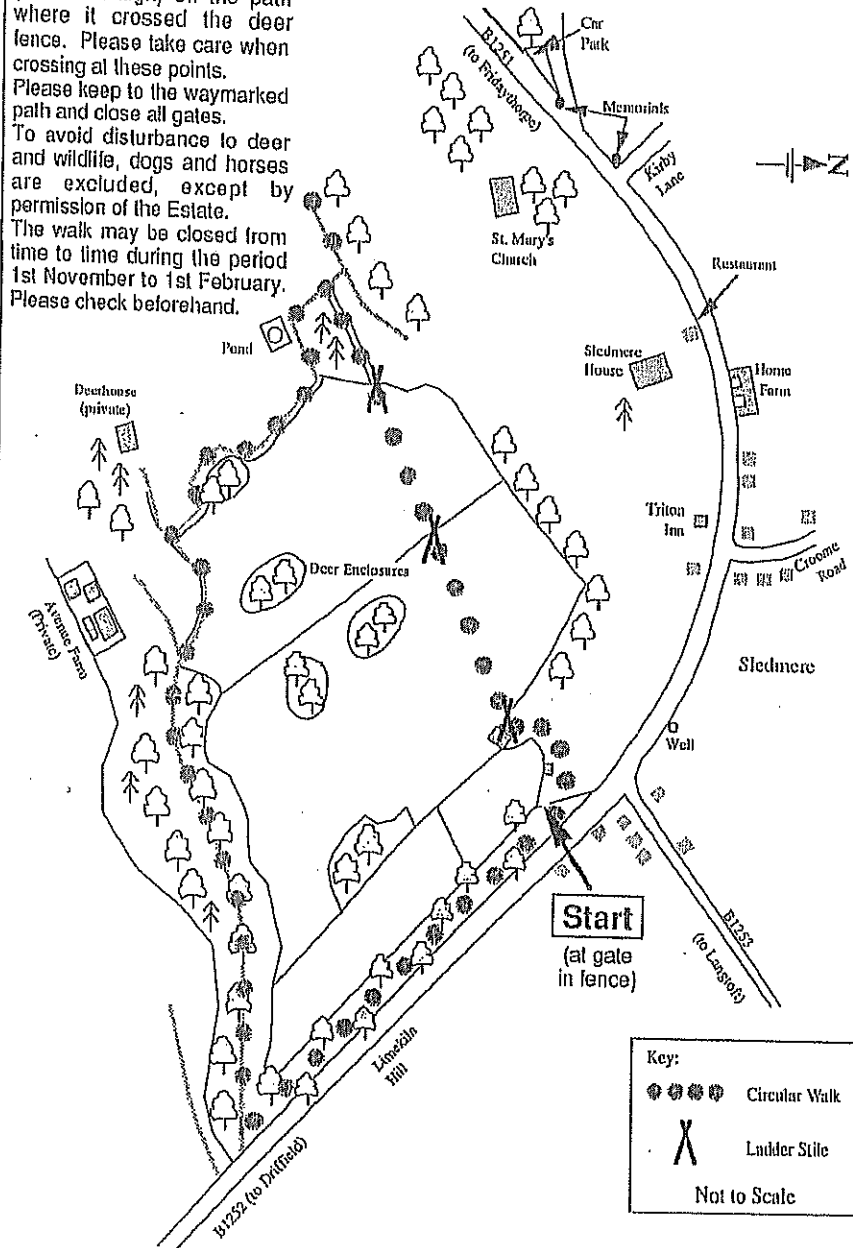 on the path
where it crossed the deer
fence. Please take care when
crossing at these points.
Please keep to the waymarked
path and close all gates.
To avoid disturbance to deer
and wildlife, dogs and horses
are excluded, except by
permission of the Estate.
The walk may be closed from
time to time during the period
1st November to 1st February.
Please check beforehand.
Car
Park
B1251
(to Fridaythorpe)
Memorials
Kirby
Lane
N
St. Mary's
Church
Restaurant
Pond
Sledmere
House
Home
Farm
Deerhouse
(private)
Triton
Inn
Croome
Road
Deer Enclosures
Avenue Farm
(Private)
Sledmere
Well
Start
(at gate
in fence)
B1253
(to Langtoft)
Limekiln
Hill
B1252 (to Driffield)
Key:
Circular Walk
Ladder Stile
Not to Scale